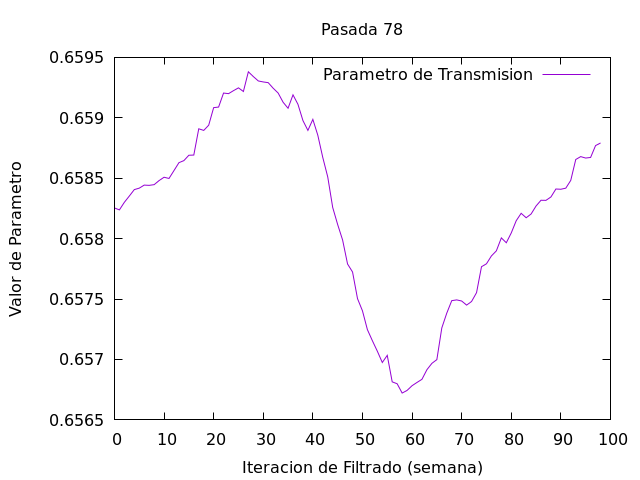 Pasada 78
0.6595
Parametro de Transmision
0.659
0.6585
0.658
0.6575
0.657
0.6565
Valor de Parametro
0 10 20 30 40 50 60 70 80 90 100
Iteracion de Filtrado (semana)